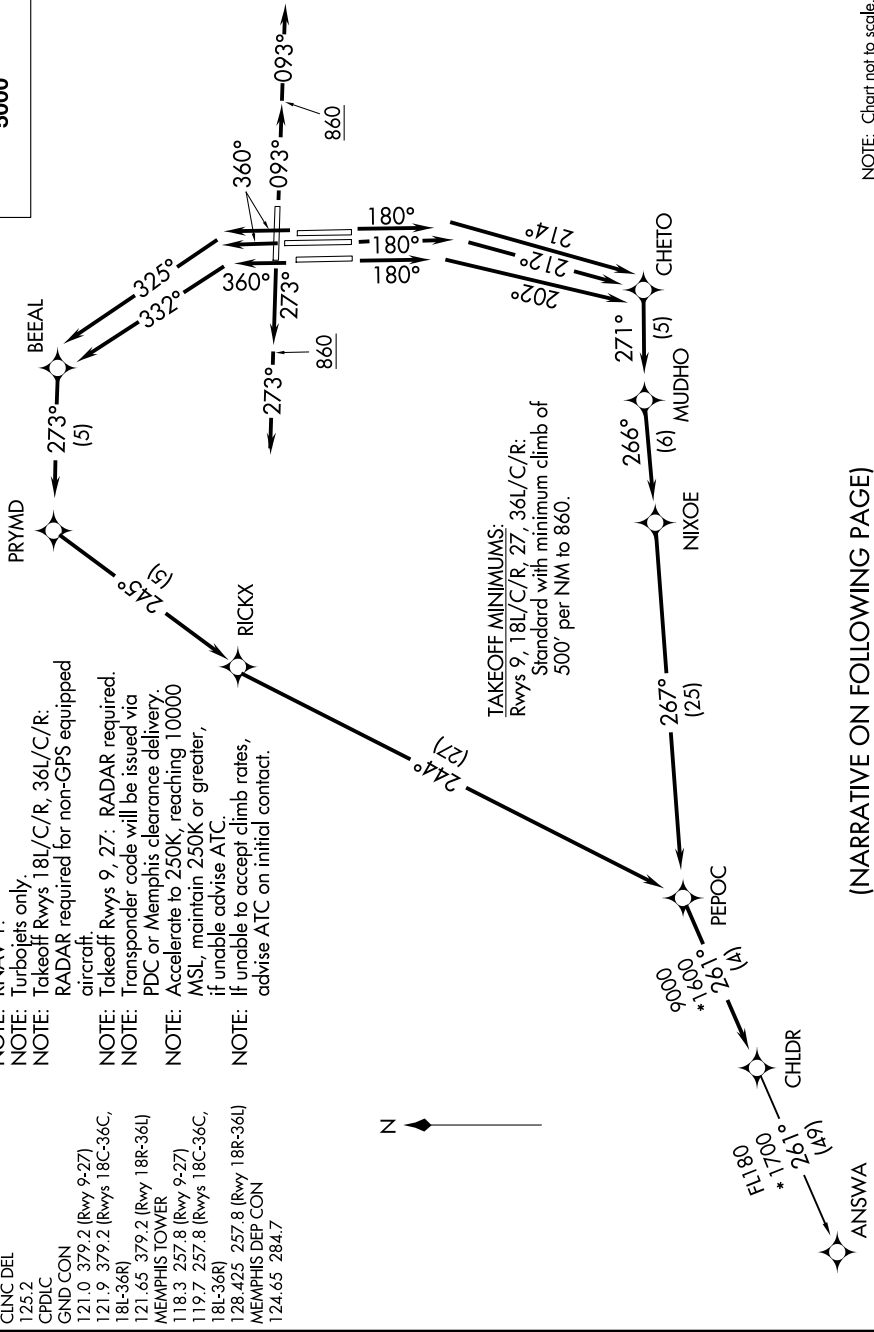 CLNC DEL
125.2
CPDLC
GND CON
121.0 379.2 (Rwy 9-27)
121.9 379.2 (Rwys 18C-36C,
18L-36R)
121.65 379.2 (Rwy 18R-36L)
MEMPHIS TOWER
118.3 257.8 (Rwy 9-27)
119.7 257.8 (Rwys 18C-36C,
18L-36R)
128.425 257.8 (Rwy 18R-36L)
MEMPHIS DEP CON
124.65 284.7
NOTE: RNAV 1.
NOTE: Turbojets only.
NOTE: Takeoff Rwys 18L/C/R, 36L/C/R:
RADAR required for non-GPS equipped
aircraft.
NOTE: Takeoff Rwys 9, 27: RADAR required.
NOTE: Transponder code will be issued via
PDC or Memphis clearance delivery.
NOTE: Accelerate to 250K, reaching 10000
MSL, maintain 250K or greater,
if unable advise ATC.
NOTE: If unable to accept climb rates,
advise ATC on initial contact.
5000
PRYMD
BEEAL
273°
(5)
325°
332°
360°
360°
093°
093°
860
273°
273°
860
245°
(5)
RICKX
244°
(27)
180°
180°
180°
214°
212°
202°
CHETO
271°
(5)
MUDHO
266°
(6)
NIXOE
267°
(25)
PEPOC
TAKEOFF MINIMUMS:
Rwys 9, 18L/C/R, 27, 36L/C/R:
Standard with minimum climb of
500' per NM to 860.
N
9000
*1600
261°
(4)
CHLDR
FL180
*1700
261°
(49)
ANSWA
(NARRATIVE ON FOLLOWING PAGE)
NOTE: Chart not to scale.